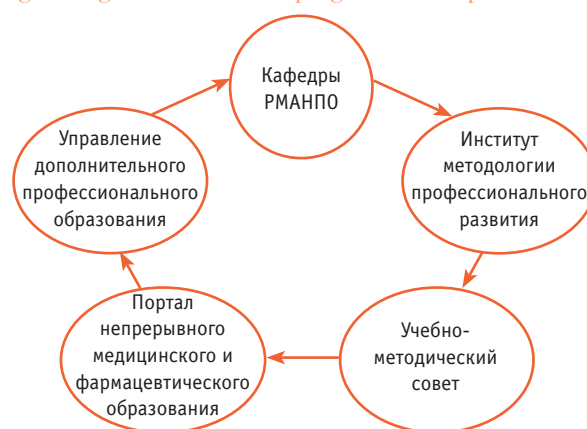 Кафедры
РМАНПО
Институт
методологии
профессионального
развития
Учебно-
методический
совет
Портал
непрерывного
медицинского и
фармацевтического
образования
Управление
дополнительного
профессионального
образования